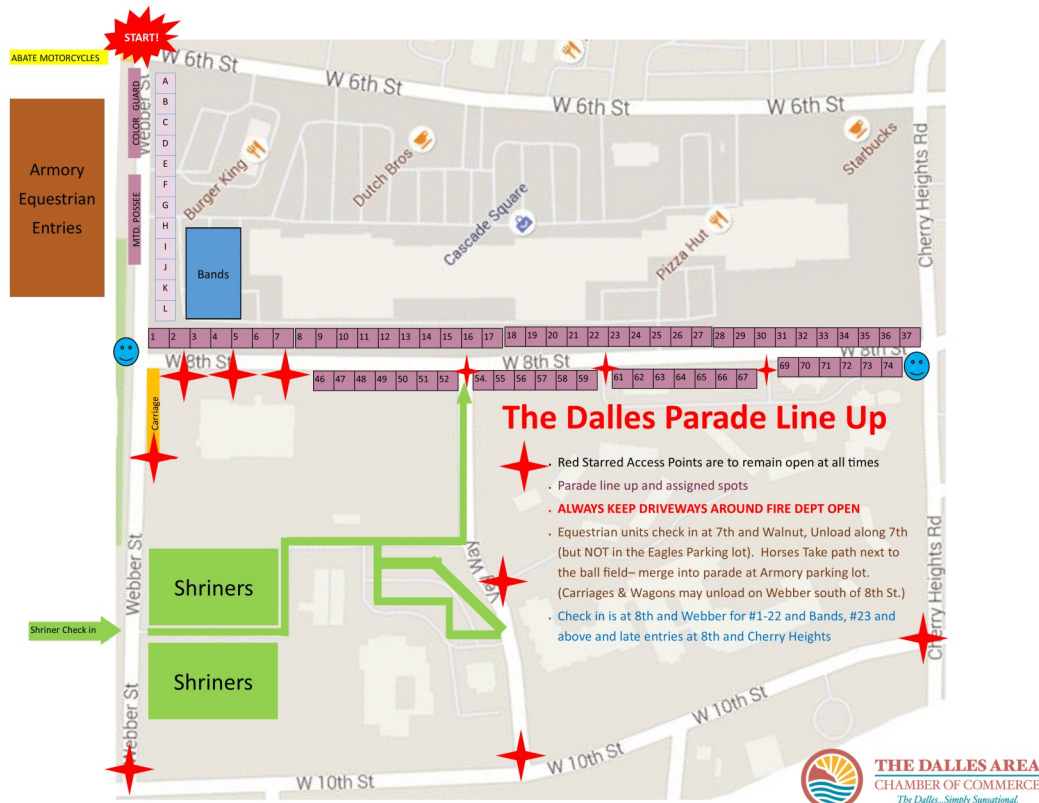 START!
ABATE MOTORCYCLES
W 6th St
W 6th St
W 6th St
W 6th St
Armory
Equestrian
Entries
COLOR GUARD
MTD. POSSEE
Webber St
A
B
C
D
E
F
G
H
I
J
K
L
Burger King
Dutch Bros
Cascade Square
Pizza Hut
Starbucks
Cherry Heights Rd
Bands
1 2 3 4 5 6 7 8 9 10 11 12 13 14 15 16 17 18 19 20 21 22 23 24 25 26 27 28 29 30 31 32 33 34 35 36 37
W 8th St
W 8th St
W 8th St
46 47 48 49 50 51 52 54. 55 56 57 58 59 61 62 63 64 65 66 67 69 70 71 72 73 74
Carriage
The Dalles Parade Line Up
• Red Starred Access Points are to remain open at all times
• Parade line up and assigned spots
• ALWAYS KEEP DRIVEWAYS AROUND FIRE DEPT OPEN
• Equestrian units check in at 7th and Walnut, Unload along 7th
(but NOT in the Eagles Parking lot). Horses Take path next to
the ball field– merge into parade at Armory parking lot.
(Carriages & Wagons may unload on Webber south of 8th St.)
• Check in is at 8th and Webber for #1-22 and Bands, #23 and
above and late entries at 8th and Cherry Heights
Vey Way
Webber St
Shriners
Shriner Check in
Shriners
Cherry Heights Rd
Webber St
W 10th St
W 10th St
W 10th St
THE DALLES AREA
CHAMBER OF COMMERCE
The Dalles...Simply Sunsational.